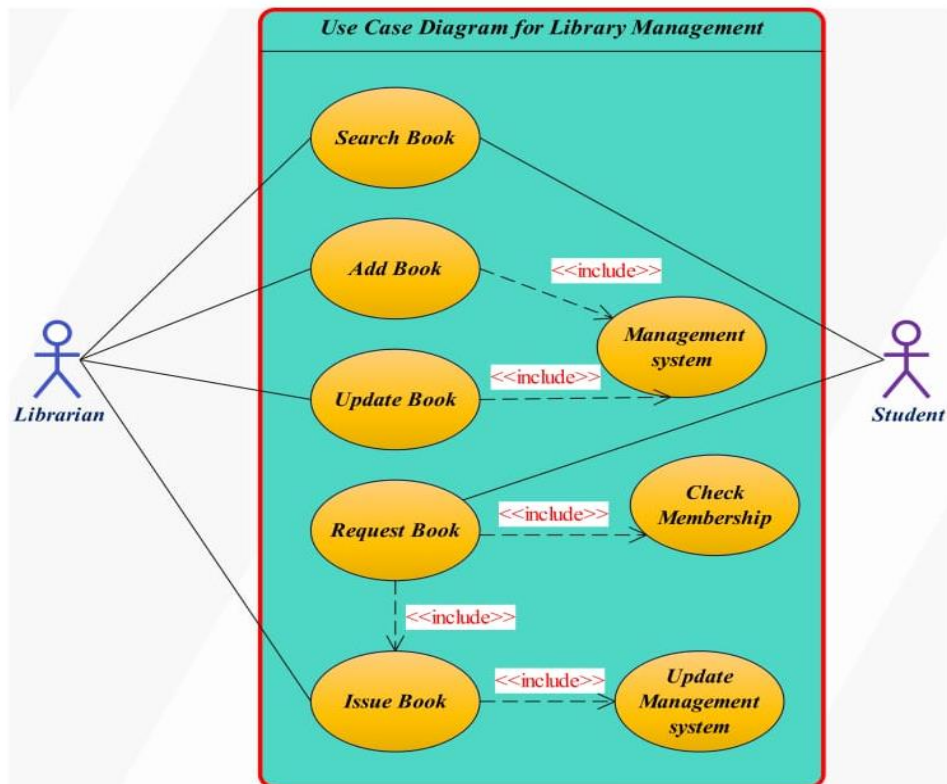 Use Case Diagram for Library Management
Search Book
Add Book
<<include>>
Management
system
<<include>>
Update Book
Librarian
Student
Check
Membership
Request Book
<<include>>
<<include>>
Issue Book
<<include>>
Update
Management
system